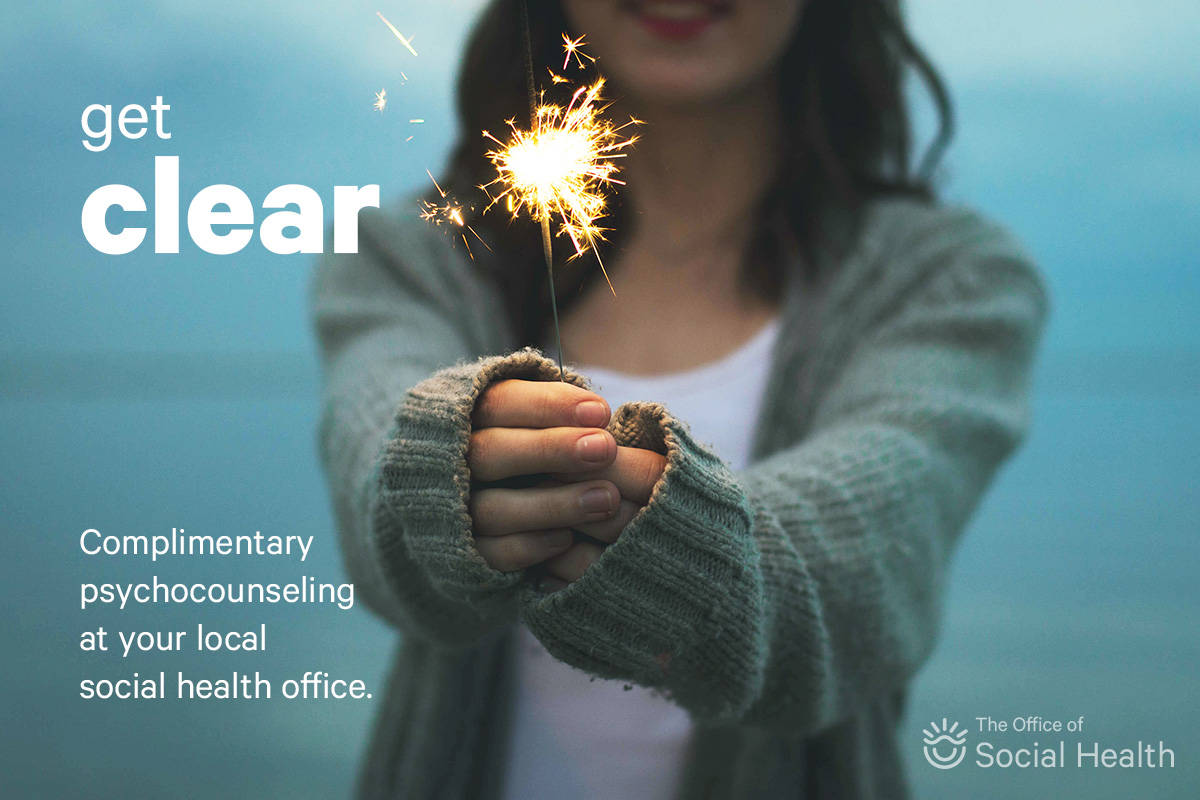 get
clear
Complimentary
psychocounseling
at your local
social health office.
The Office of
Social Health